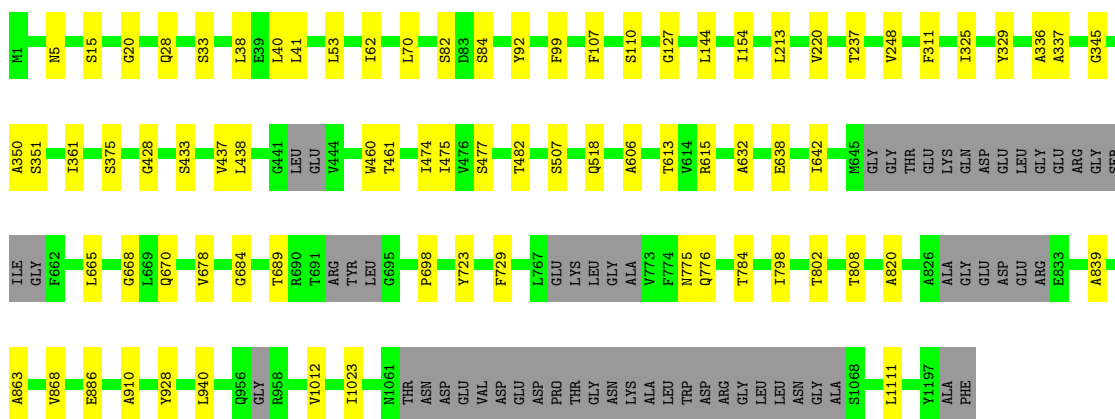 M1 N5 S15 G20 Q28 S33 L38 E39 L40 L41 L53 I62 L70 S82 D83 S84 Y92 F99 F107 S110 G127 L144 I154 L213 V220 T237 V248 F311 I325 Y329 A336 A337 G345
A350 S351 I361 S375 G428 S433 V437 L438 G441 LEU GLU V444 W460 T461 I474 I475 V476 S477 T482 S507 Q518 A606 T613 V614 R615 A632 E638 I642 M645 GLY GLY THR GLU LYS GLN ASP GLU LEU GLY GLU ARG GLY SER
ILE GLY F662 L665 G668 L669 Q670 V678 G684 T689 R690 T691 ARG TYR LEU G695 P698 Y723 F729 L767 GLU LYS LEU GLY ALA V773 F774 N775 Q776 T784 I798 T802 T808 A820 A826 ALA GLY GLU ASP GLU ARG E833 A839
A863 V868 E886 A910 Y928 L940 Q956 GLY R958 V1012 I1023 N1061 THR ASN ASP GLU VAL ASP GLU ASP PRO THR GLY ASN LYS ALA LEU TRP ASP ARG GLY LEU LEU ASN GLY ALA S1068 L1111 Y1197 ALA PHE